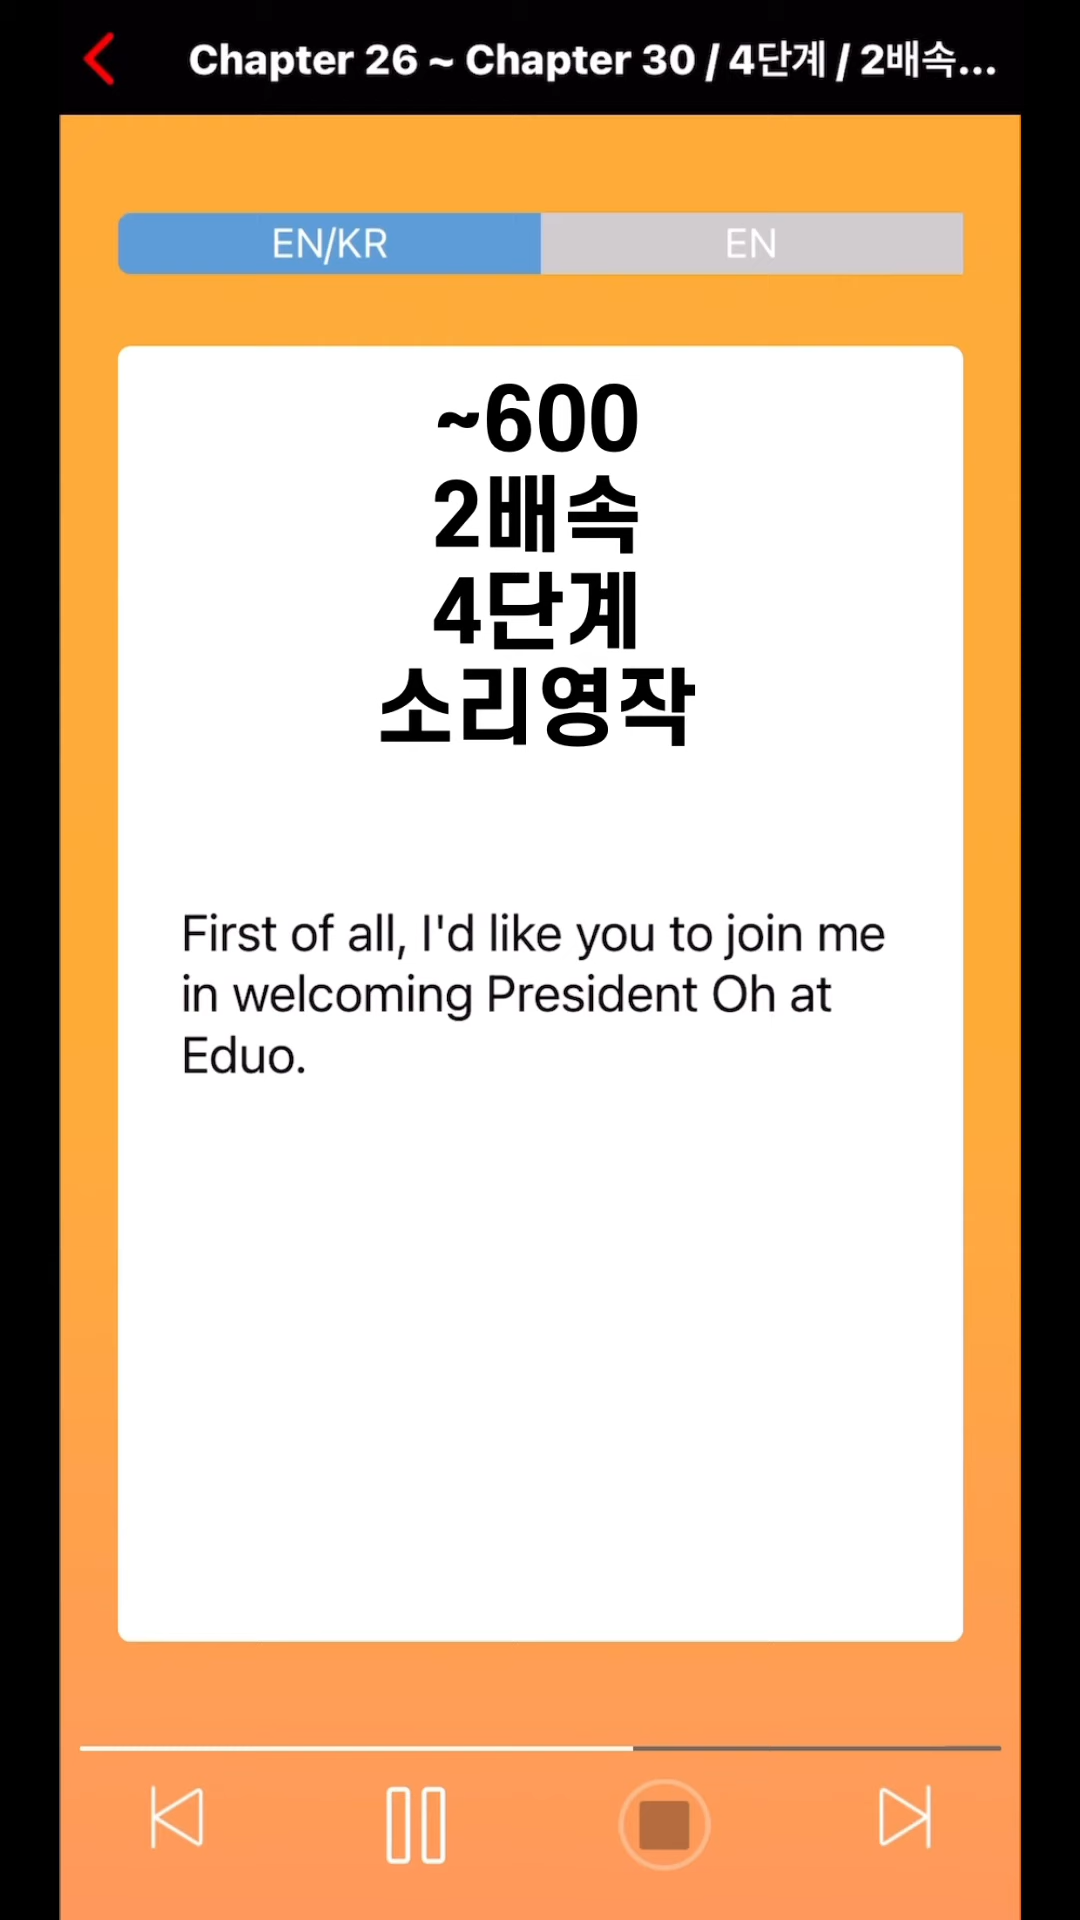 Chapter 26 ~ Chapter 30 / 4단계 / 2배속...
EN/KR
EN
~600
2배속
4단계
소리영작
First of all, I'd like you to join me
in welcoming President Oh at
Eduo.